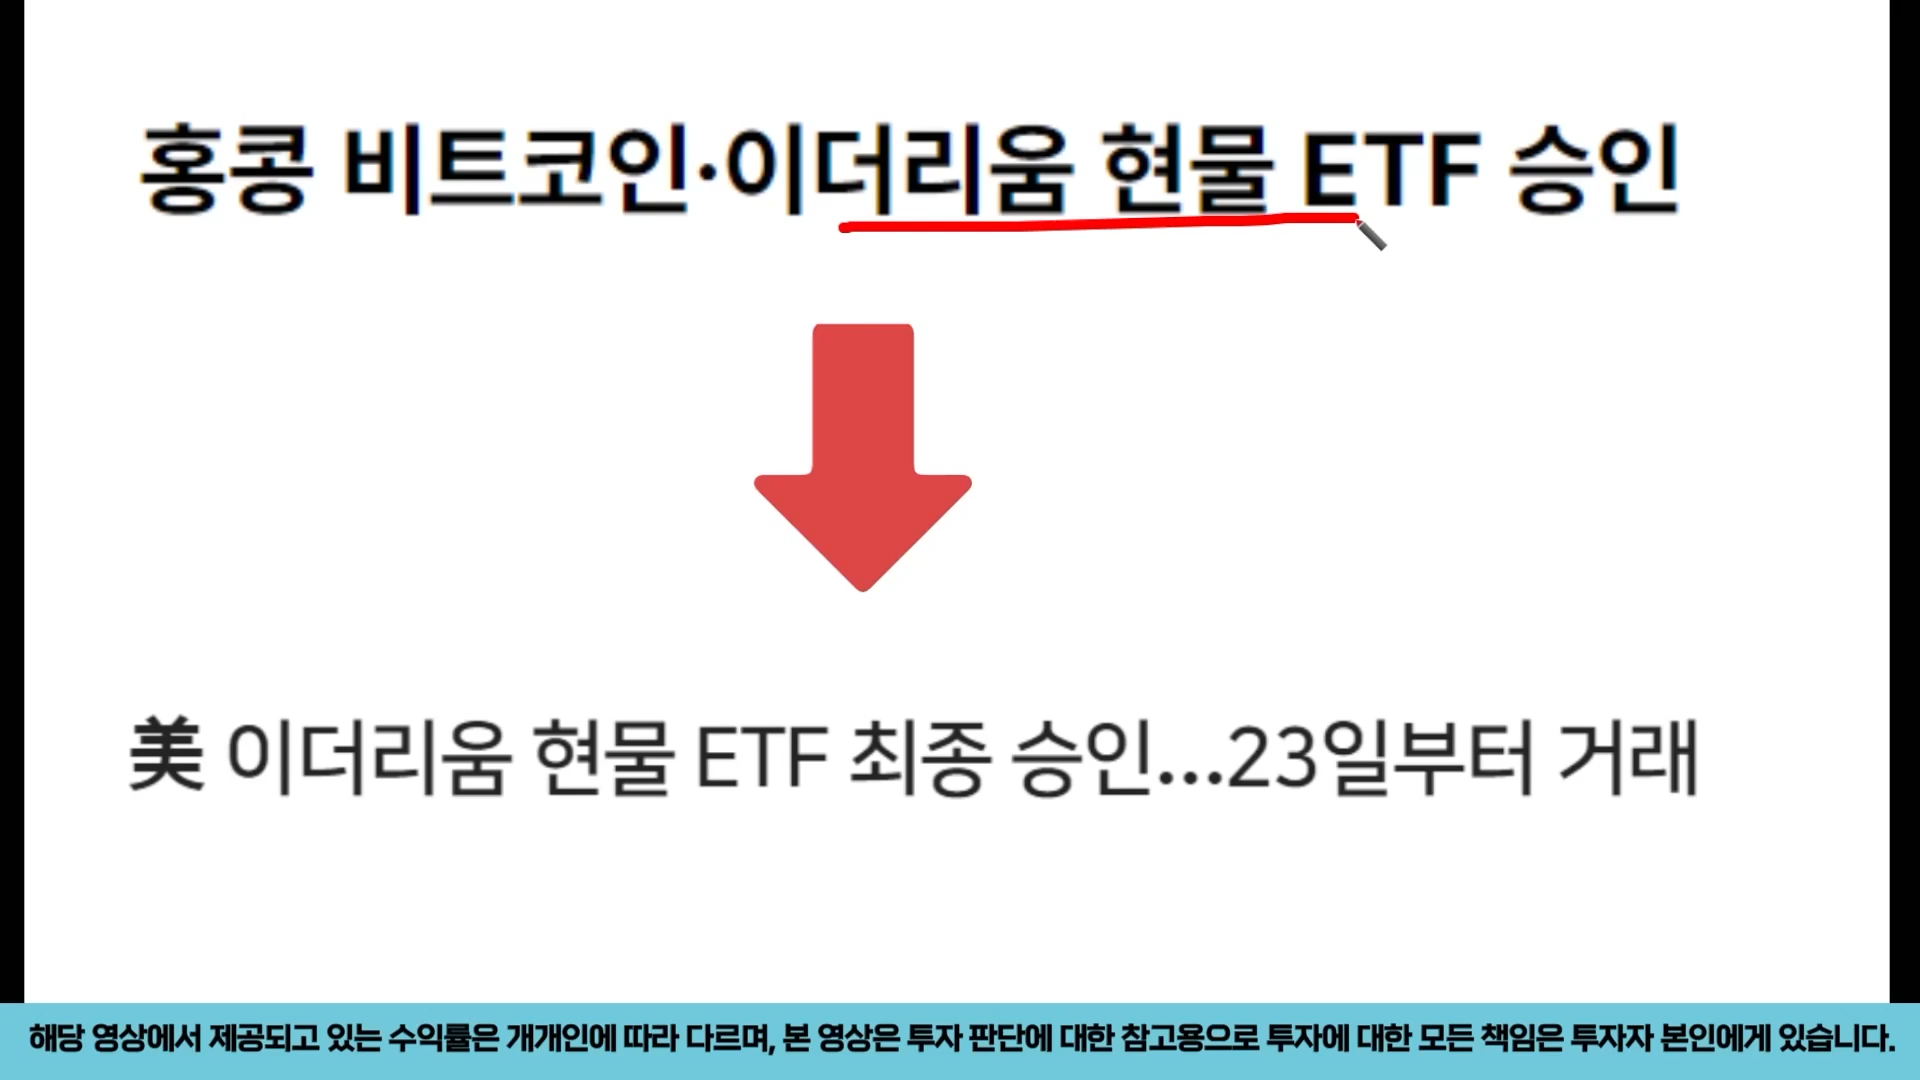 홍콩 비트코인·이더리움 현물 ETF 승인
美 이더리움 현물 ETF 최종 승인...23일부터 거래
해당 영상에서 제공되고 있는 수익률은 개개인에 따라 다르며, 본 영상은 투자 판단에 대한 참고용으로 투자에 대한 모든 책임은 투자자 본인에게 있습니다.